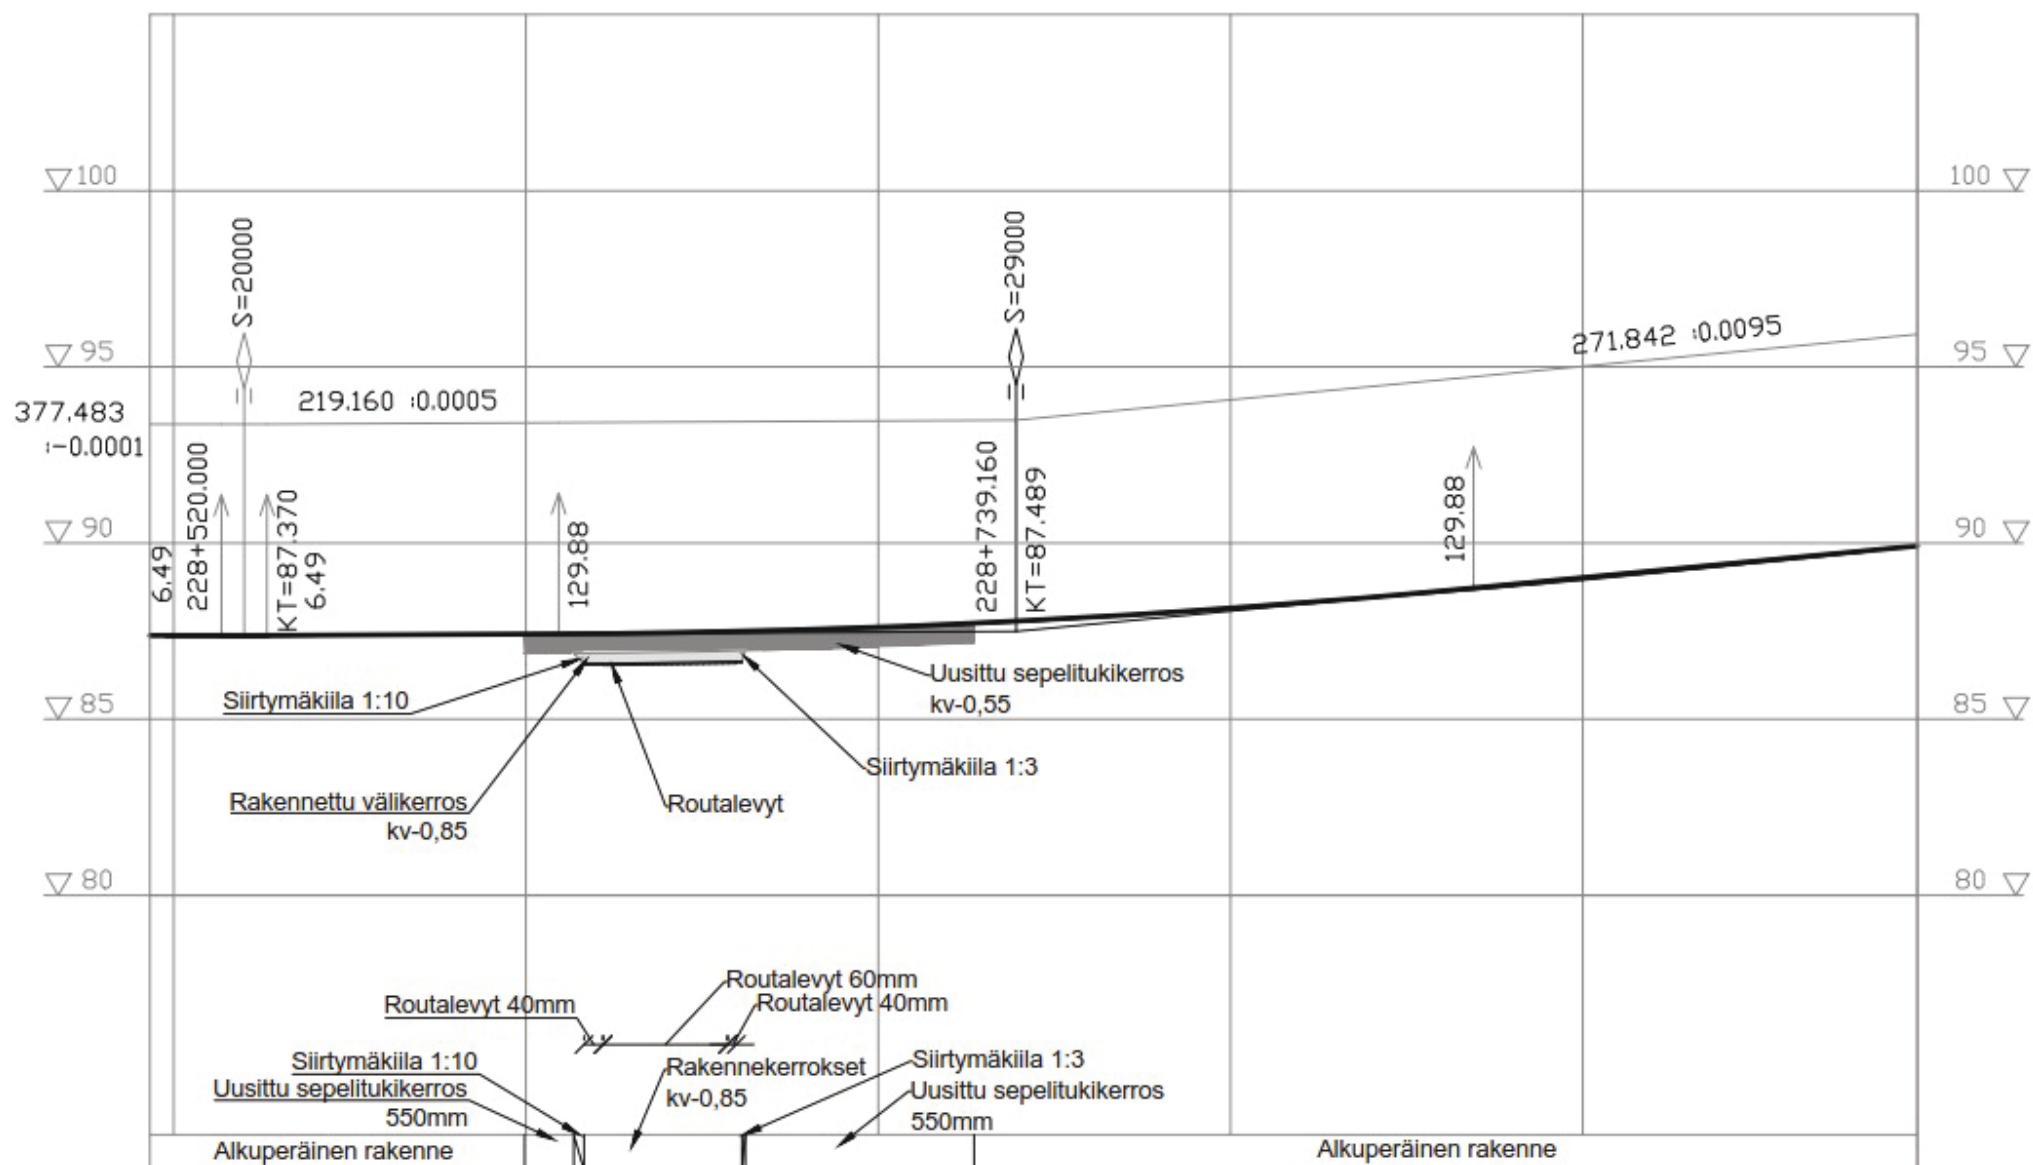 100
100
S=20000
S=29000
271.842 :0.0095
95
95
219.160 :0.0005
377.483
:-0.0001
6.49
228+520.000
KT=87.370
6.49
129.88
228+739.160
KT=87.489
129.88
90
90
Uusittu sepelitukikerros
kv-0,55
Siirtymäkiila 1:10
85
85
Siirtymäkiila 1:3
Rakennettu välikerros
kv-0,85
Routalevyt
80
80
Routalevyt 60mm
Routalevyt 40mm
Routalevyt 40mm
Siirtymäkiila 1:10
Uusittu sepelitukikerros
550mm
Rakennekerrokset
kv-0,85
Siirtymäkiila 1:3
Uusittu sepelitukikerros
550mm
Alkuperäinen rakenne
Alkuperäinen rakenne